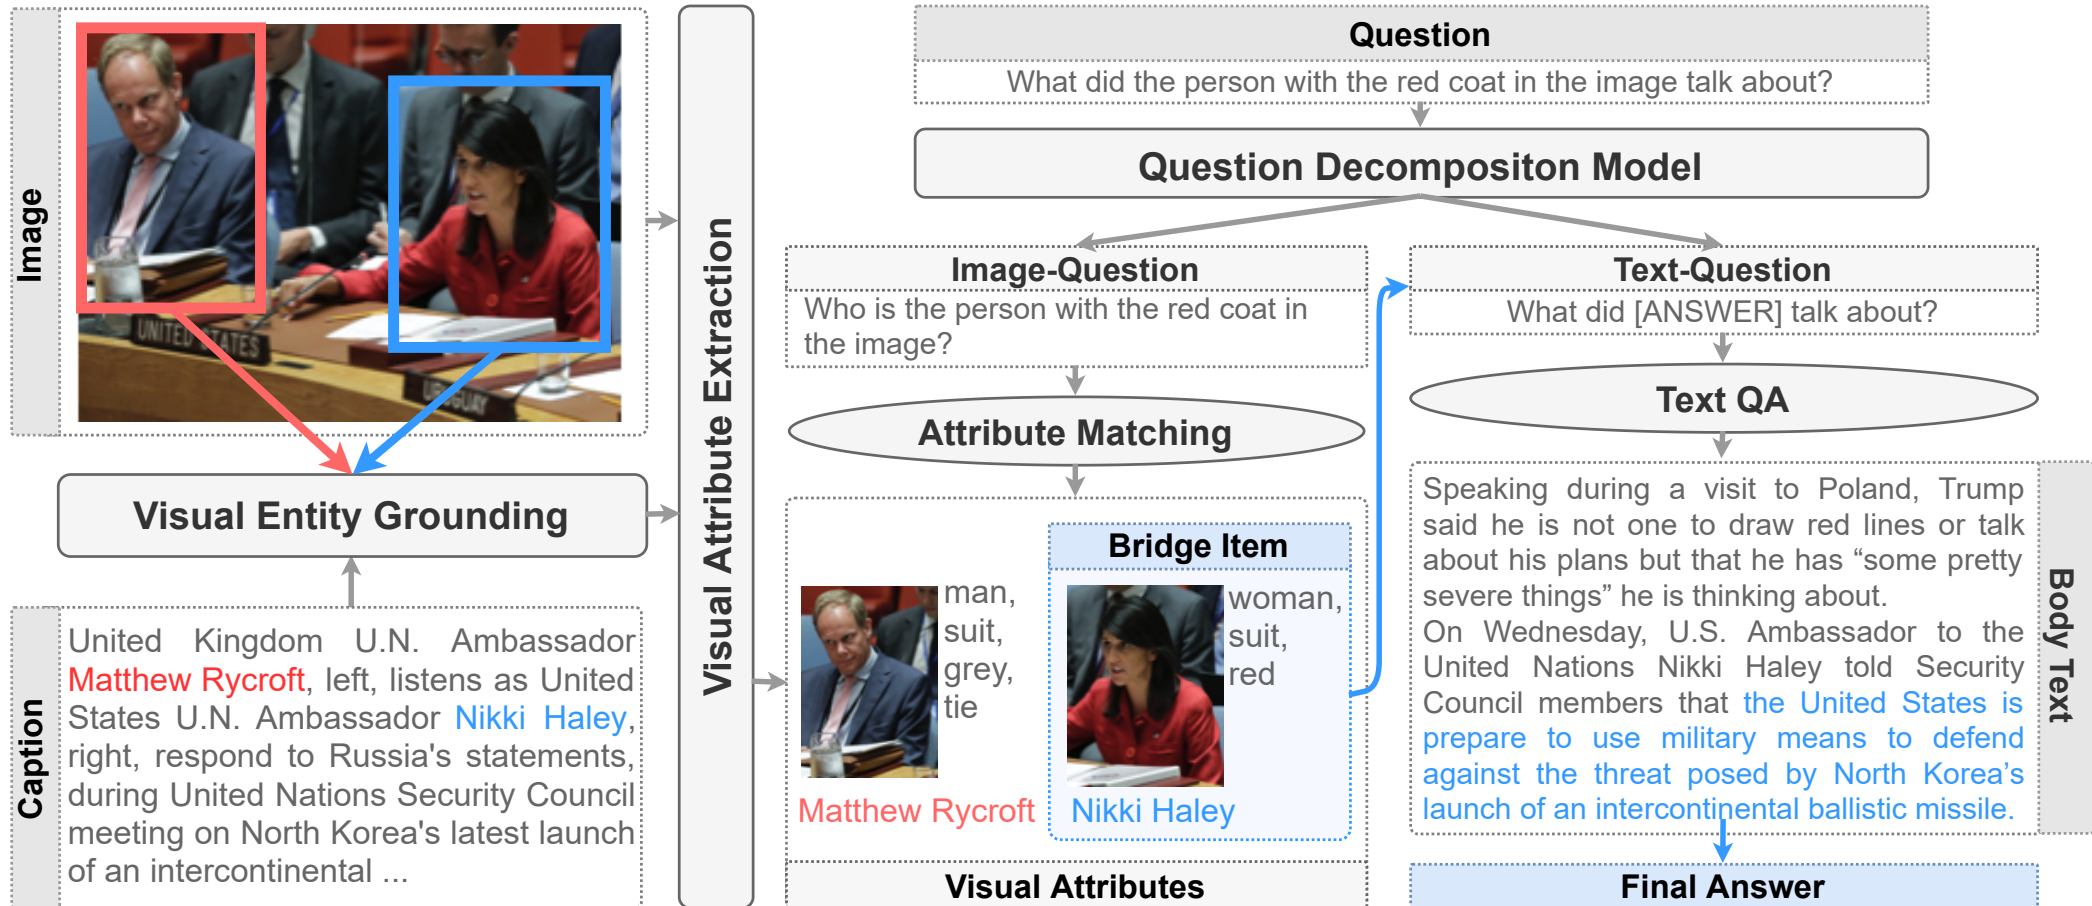 Image
UNITED STATES
URUGUAY
Visual Entity Grounding
Caption
United Kingdom U.N. Ambassador
Matthew Rycroft, left, listens as United
States U.N. Ambassador Nikki Haley,
right, respond to Russia's statements,
during United Nations Security Council
meeting on North Korea's latest launch
of an intercontinental ...
Visual Attribute Extraction
Question
What did the person with the red coat in the image talk about?
Question Decompositon Model
Image-Question
Who is the person with the red coat in
the image?
Attribute Matching
Bridge Item
man,
suit,
grey,
tie
woman,
suit,
red
Matthew Rycroft
Nikki Haley
Visual Attributes
Text-Question
What did [ANSWER] talk about?
Text QA
Speaking during a visit to Poland, Trump
said he is not one to draw red lines or talk
about his plans but that he has “some pretty
severe things” he is thinking about.
On Wednesday, U.S. Ambassador to the
United Nations Nikki Haley told Security
Council members that the United States is
prepare to use military means to defend
against the threat posed by North Korea’s
launch of an intercontinental ballistic missile.
Body Text
Final Answer